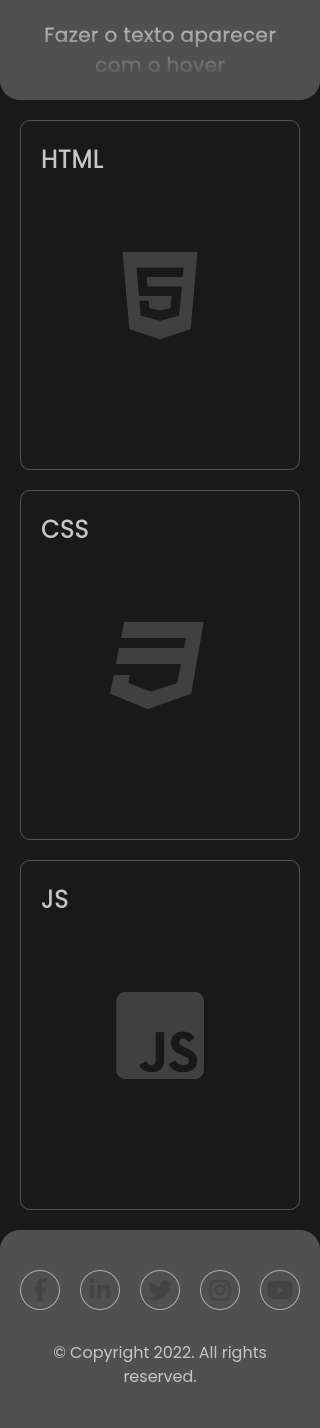 Fazer o texto aparecer
com o hover
HTML
CSS
JS
JS
© Copyright 2022. All rights
reserved.